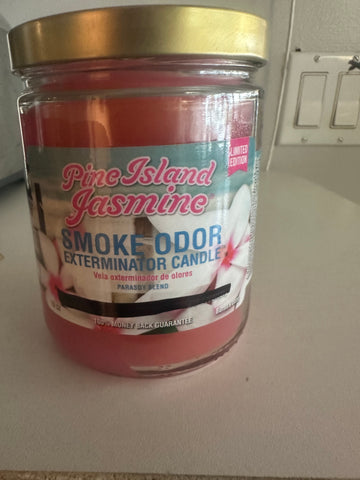 Pine Island
Jasmine
LIMITED
EDITION
SMOKE ODOR
EXTERMINATOR CANDLE
Vela exterminador de olores
PARASOY BLEND
100% MONEY BACK GUARANTEE